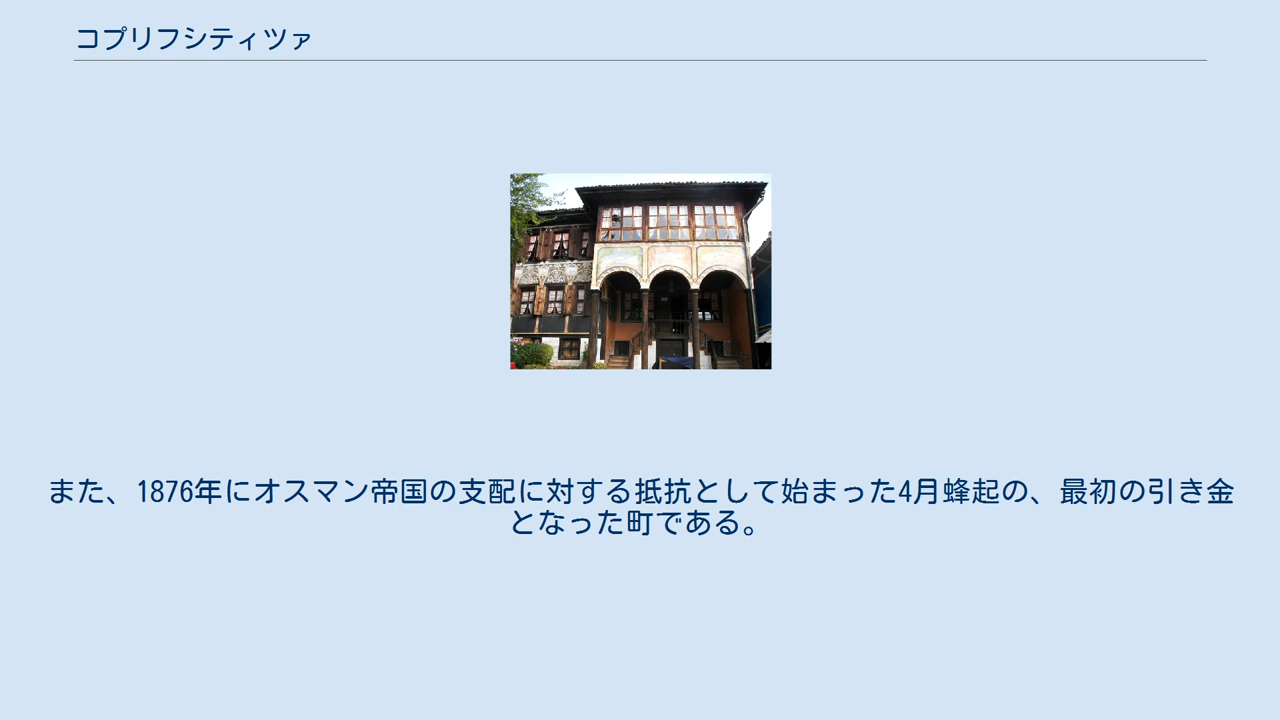 コプリフシティツァ
また、1876年にオスマン帝国の支配に対する抵抗として始まった4月蜂起の、最初の引き金
となった町である。